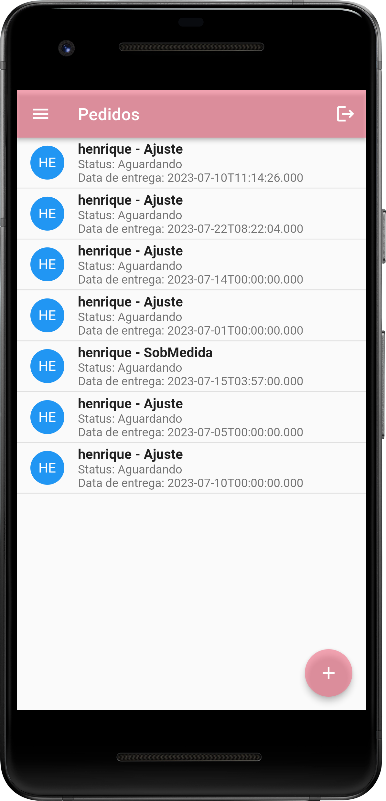 Pedidos
HE
henrique - Ajuste
Status: Aguardando
Data de entrega: 2023-07-10T11:14:26.000
HE
henrique - Ajuste
Status: Aguardando
Data de entrega: 2023-07-22T08:22:04.000
HE
henrique - Ajuste
Status: Aguardando
Data de entrega: 2023-07-14T00:00:00.000
HE
henrique - Ajuste
Status: Aguardando
Data de entrega: 2023-07-01T00:00:00.000
HE
henrique - SobMedida
Status: Aguardando
Data de entrega: 2023-07-15T03:57:00.000
HE
henrique - Ajuste
Status: Aguardando
Data de entrega: 2023-07-05T00:00:00.000
HE
henrique - Ajuste
Status: Aguardando
Data de entrega: 2023-07-10T00:00:00.000